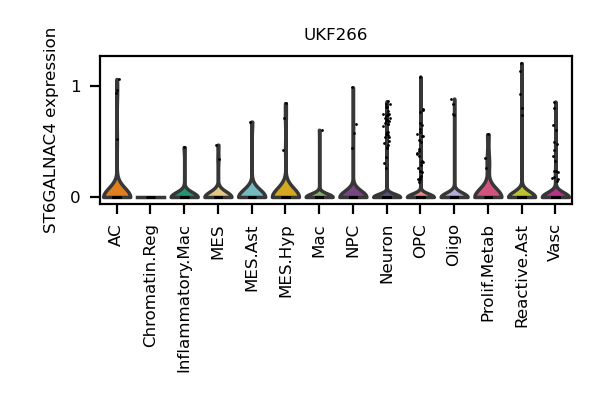 UKF266
ST6GALNAC4 expression
1
0
AC
Chromatin.Reg
Inflammatory.Mac
MES
MES.Ast
MES.Hyp
Mac
NPC
Neuron
OPC
Oligo
Prolif.Metab
Reactive.Ast
Vasc